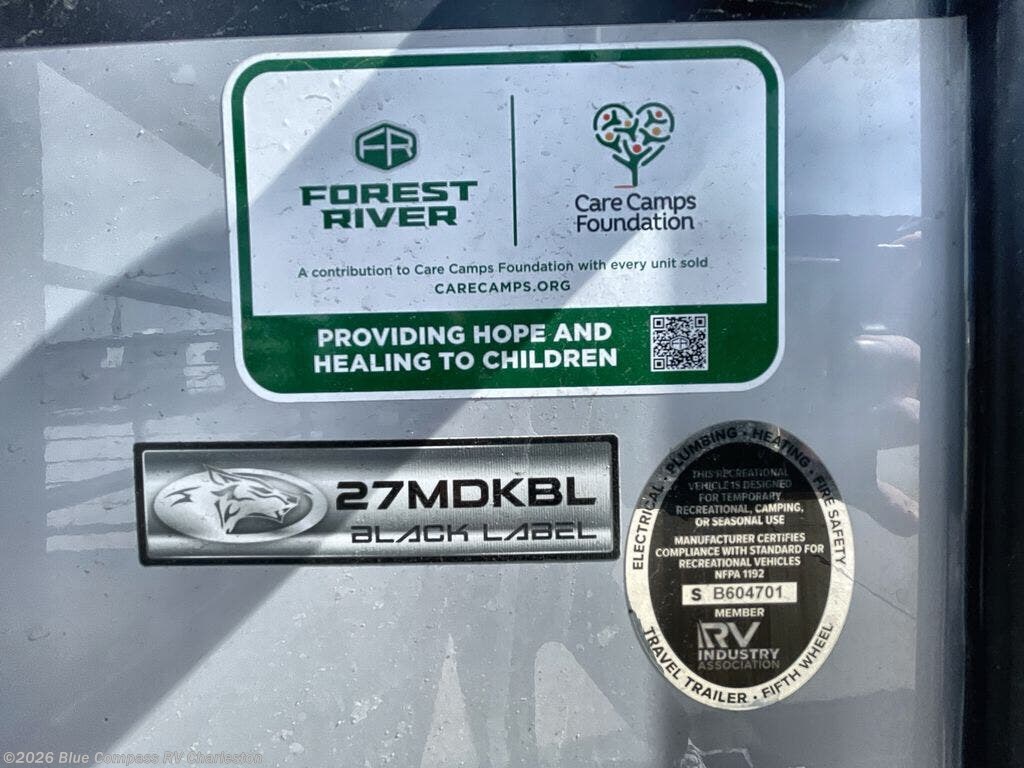 FR
FOREST
RIVER
Care Camps
Foundation
A contribution to Care Camps Foundation with every unit sold
CARECAMPS.ORG
PROVIDING HOPE AND
HEALING TO CHILDREN
27MDKBL
BLACK LABEL
ELECTRICAL · PLUMBING · HEATING · FIRE SAFETY
THIS RECREATIONAL
VEHICLE IS DESIGNED
FOR TEMPORARY
RECREATIONAL, CAMPING,
OR SEASONAL USE
MANUFACTURER CERTIFIES
COMPLIANCE WITH STANDARD FOR
RECREATIONAL VEHICLES
NFPA 1192
S B604701
MEMBER
RV
INDUSTRY
ASSOCIATION
TRAVEL TRAILER · FIFTH WHEEL
©2026 Blue Compass RV Charleston